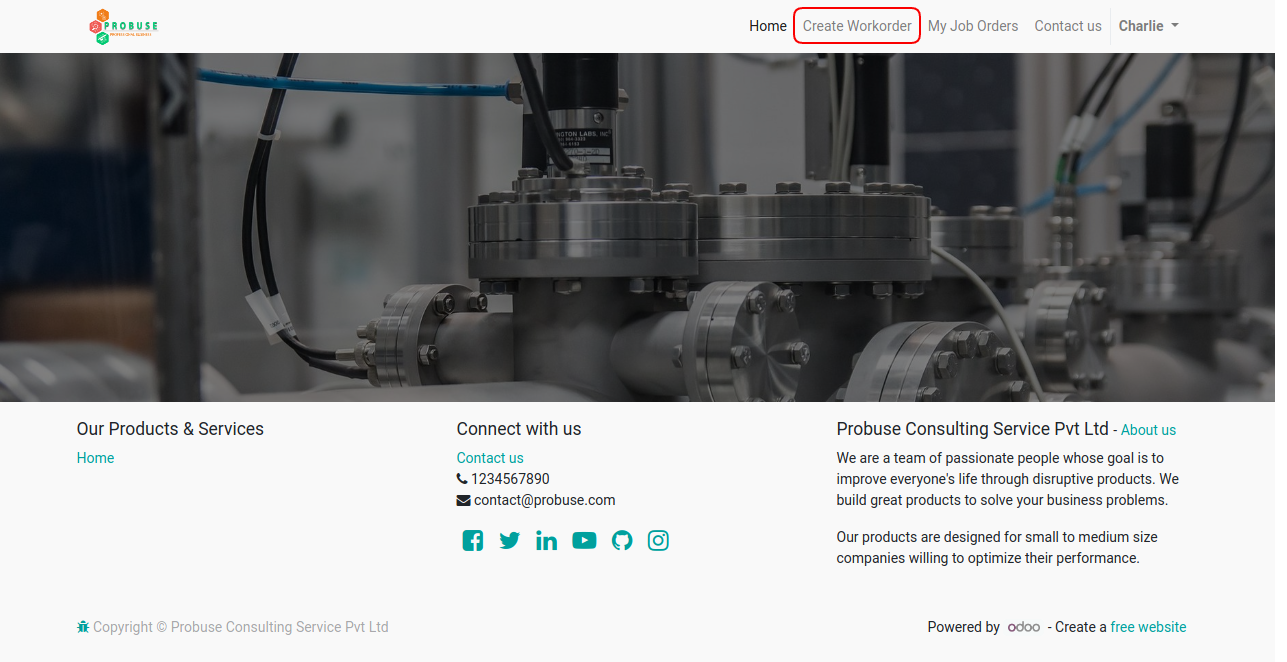 PROBUSE
Home Create Workorder My Job Orders Contact us Charlie
Our Products & Services
Home
Connect with us
Contact us
1234567890
contact@probuse.com
Probuse Consulting Service Pvt Ltd - About us
We are a team of passionate people whose goal is to
improve everyone's life through disruptive products. We
build great products to solve your business problems.
Our products are designed for small to medium size
companies willing to optimize their performance.
Copyright © Probuse Consulting Service Pvt Ltd
Powered by odoo - Create a free website